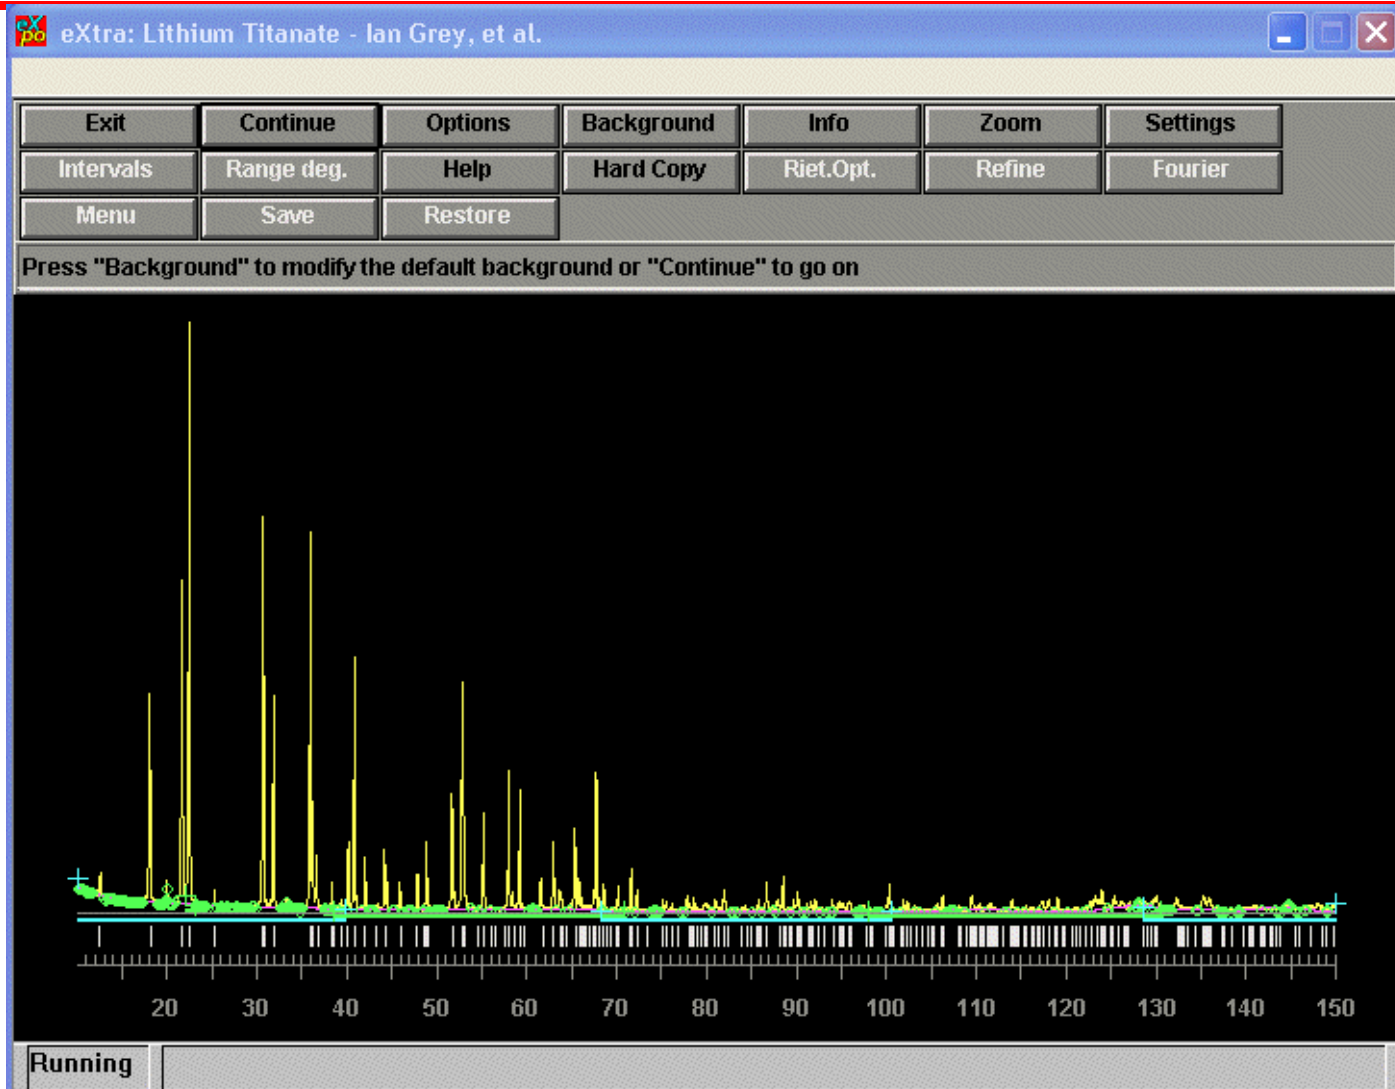 eXpo eXtra: Lithium Titanate - Ian Grey, et al.
Exit Continue Options Background Info Zoom Settings
Intervals Range deg. Help Hard Copy Riet.Opt. Refine Fourier
Menu Save Restore
Press "Background" to modify the default background or "Continue" to go on
20 30 40 50 60 70 80 90 100 110 120 130 140 150
Running